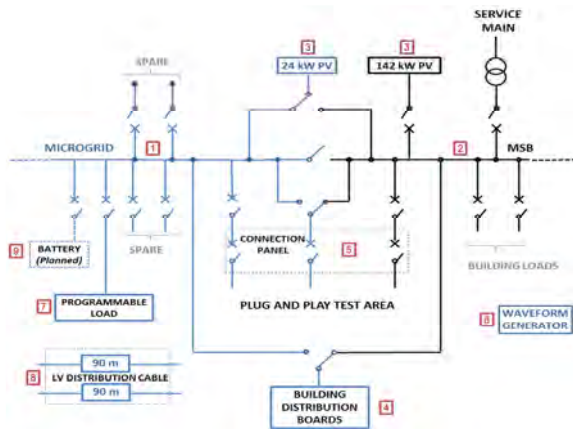 SERVICE
MAIN
3
3
SPARE
24 kW PV
142 kW PV
MICROGRID
1
2
MSB
CONNECTION
PANEL
5
9
BATTERY
(Planned)
SPARE
BUILDING LOADS
PLUG AND PLAY TEST AREA
7
PROGRAMMABLE
LOAD
WAVEFORM
GENERATOR
90 m
LV DISTRIBUTION CABLE
90 m
BUILDING
DISTRIBUTION
BOARDS
4